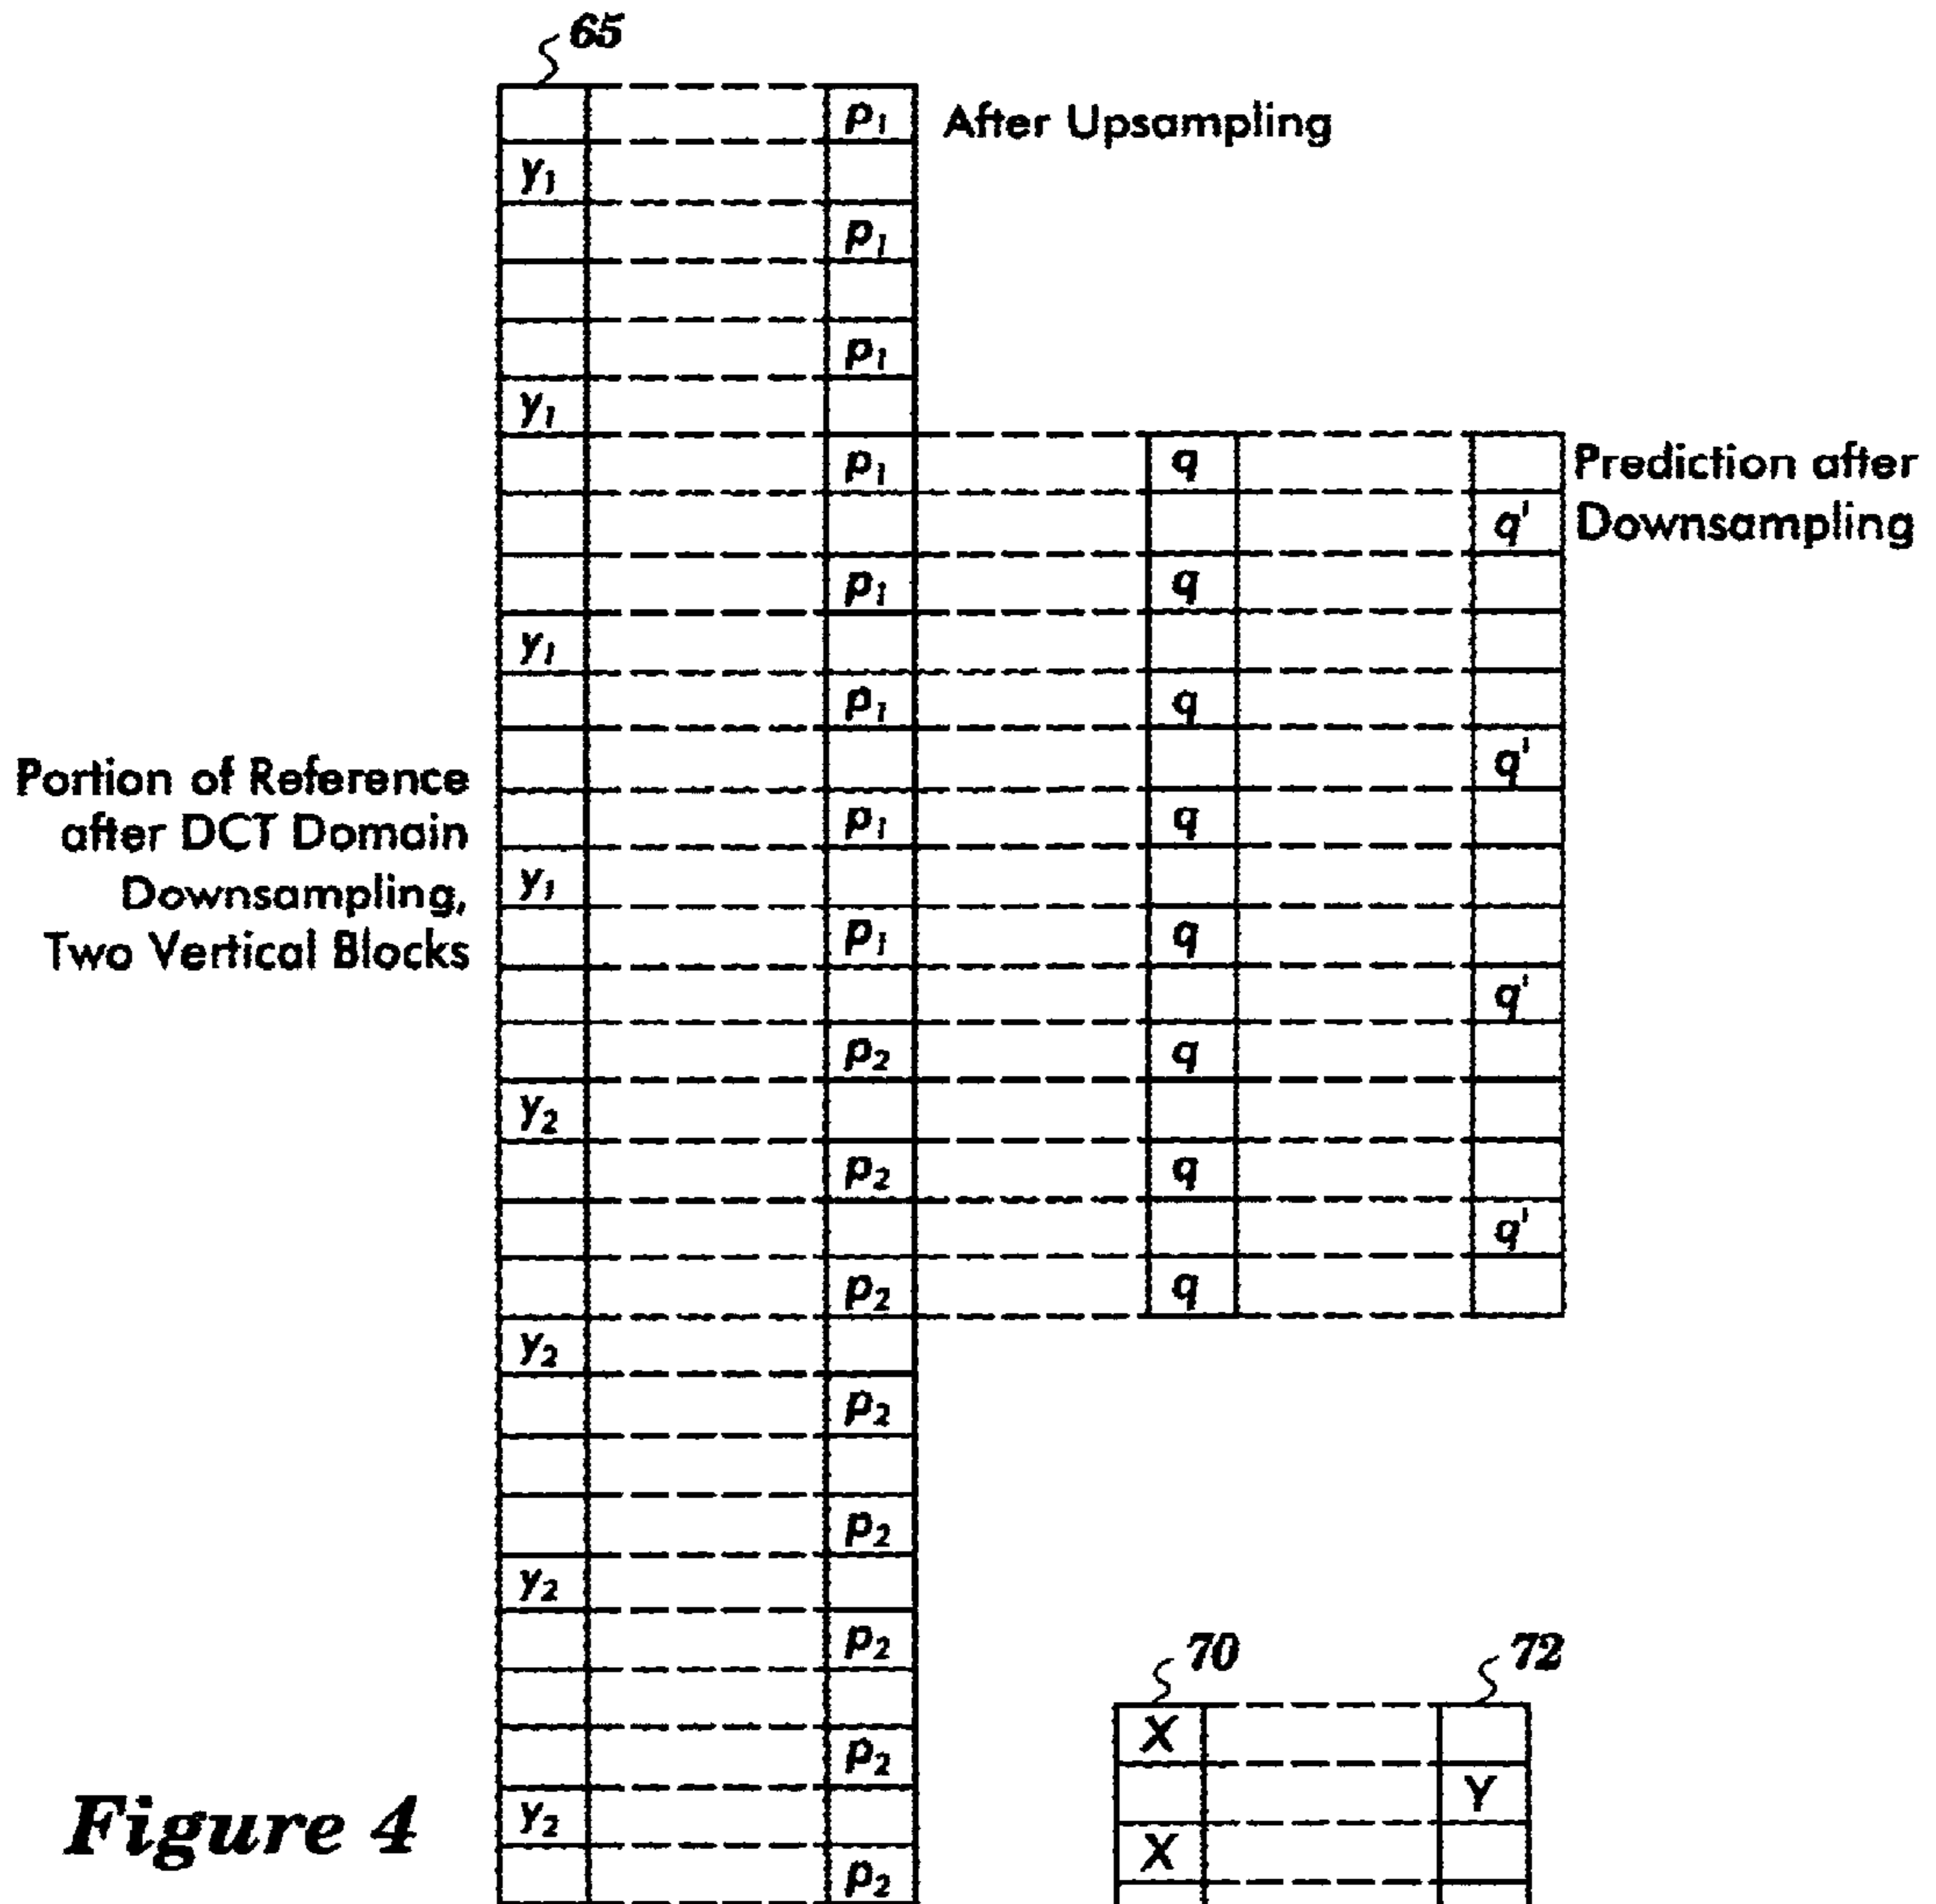 65
p₁ After Upsampling
y₁
p₁
p₁
y₁
p₁ q Prediction after
q' Downsampling
p₁ q
y₁
p₁ q
Portion of Reference q'
after DCT Domain p₁ q
Downsampling, y₁
Two Vertical Blocks p₁ q
q'
p₂ q
y₂
p₂ q
q'
p₂ q
y₂
p₂
p₂
y₂
p₂
70 72
X
p₂
Figure 4 y₂ Y
X
p₂